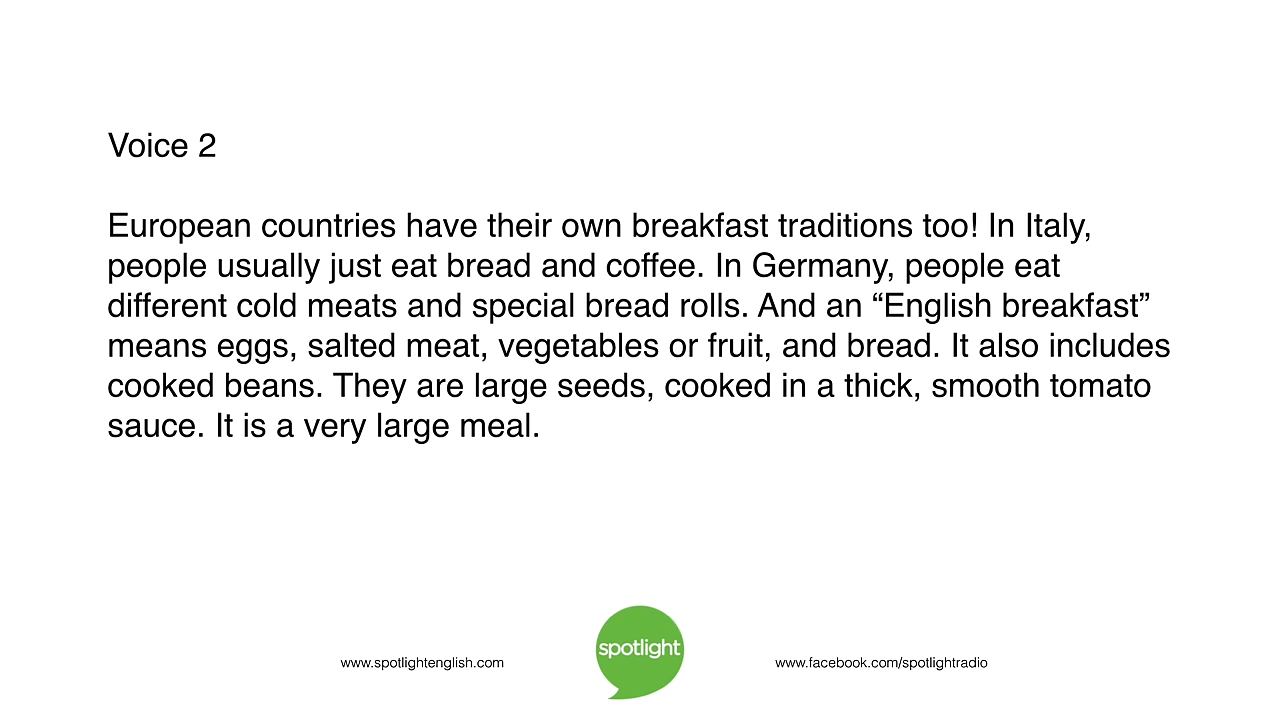 Voice 2
European countries have their own breakfast traditions too! In Italy,
people usually just eat bread and coffee. In Germany, people eat
different cold meats and special bread rolls. And an “English breakfast”
means eggs, salted meat, vegetables or fruit, and bread. It also includes
cooked beans. They are large seeds, cooked in a thick, smooth tomato
sauce. It is a very large meal.
www.spotlightenglish.com
spotlight
www.facebook.com/spotlightradio